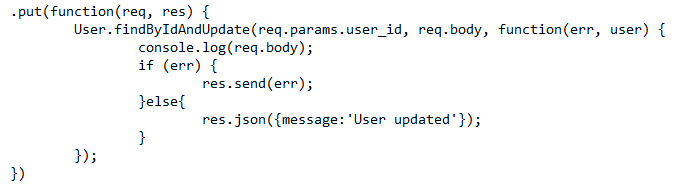 .put(function(req, res) {
        User.findByIdAndUpdate(req.params.user_id, req.body, function(err, user) {
                console.log(req.body);
                if (err) {
                        res.send(err);
                }else{
                        res.json({message:'User updated'});
                }
        });
})